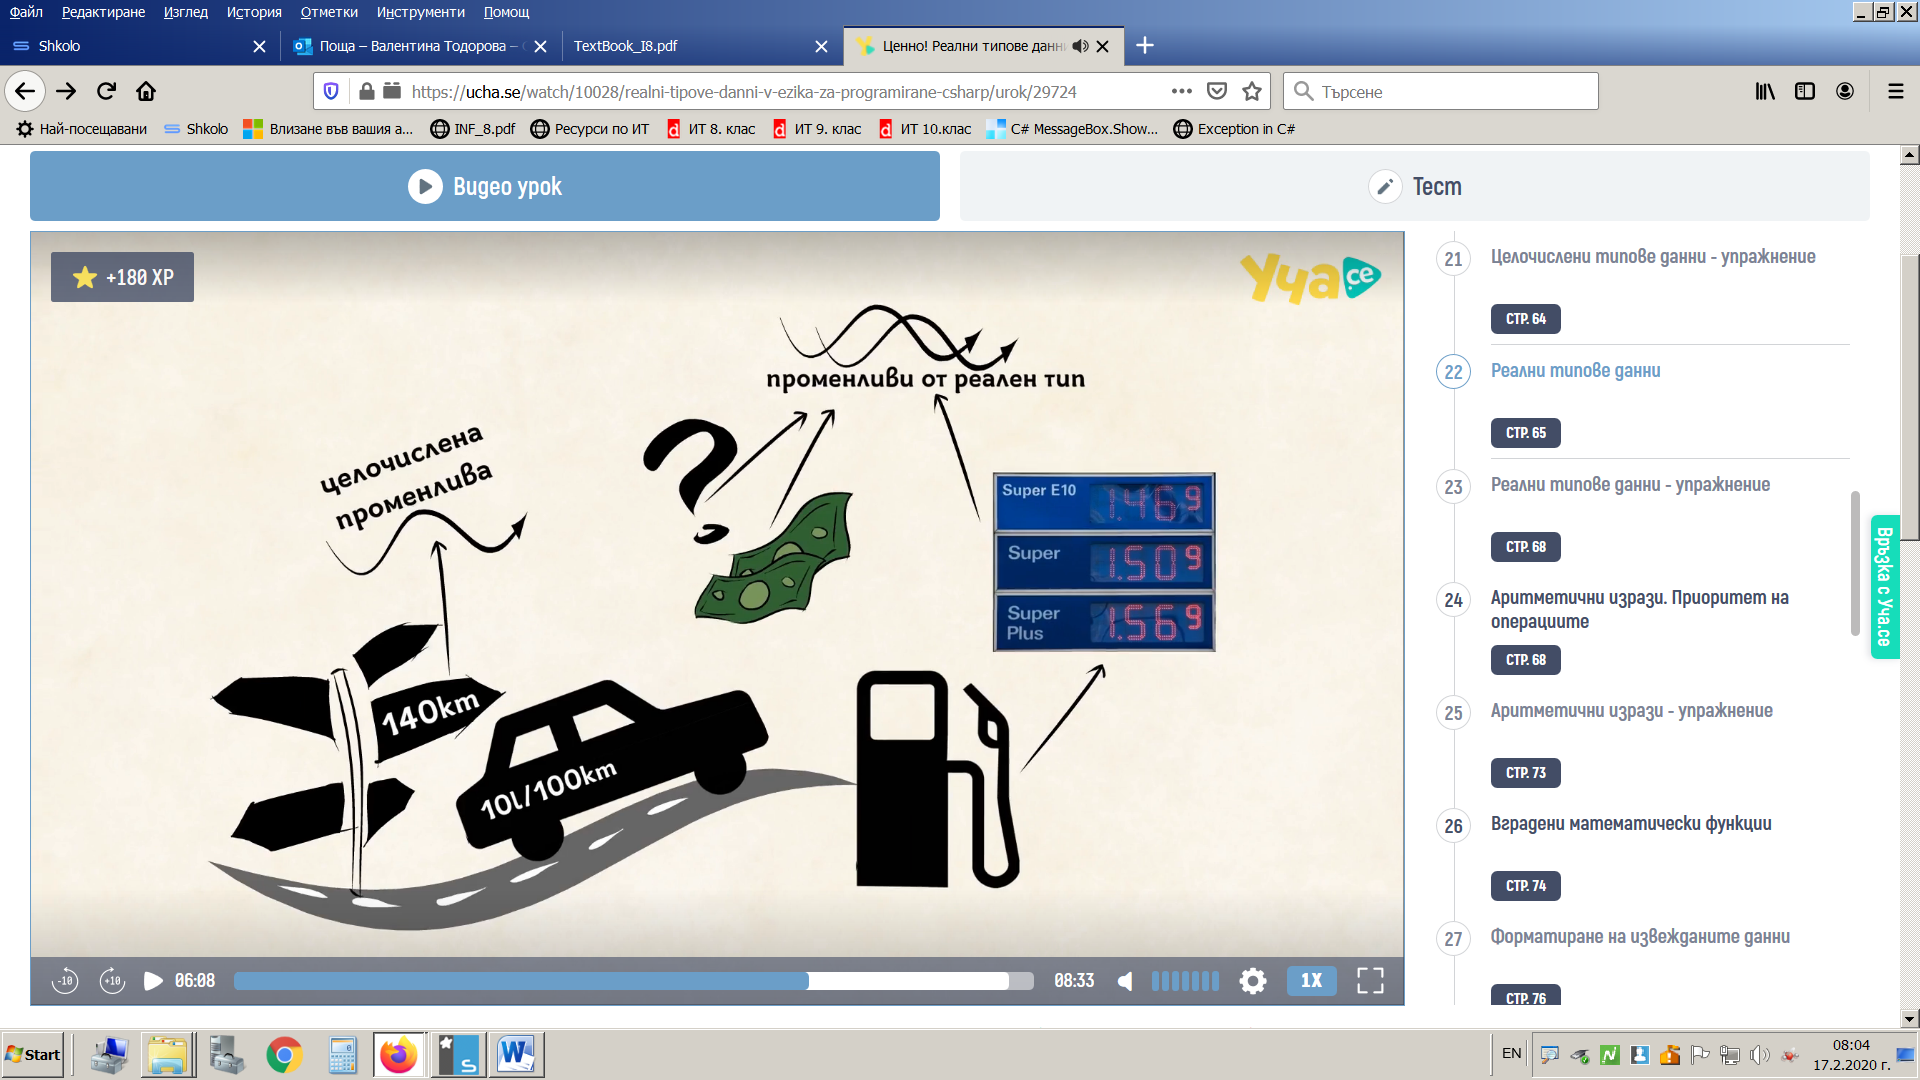 Файл Редактиране Изглед История Отметки Инструменти Помощ
Shkolo
Поща – Валентина Тодорова –
TextBook_I8.pdf
Ценно! Реални типове данни
https://ucha.se/watch/10028/realni-tipove-danni-v-ezika-za-programirane-csharp/urok/29724
Търсене
Най-посещавани Shkolo Влизане във вашия а... INF_8.pdf Ресурси по ИТ ИТ 8. клас ИТ 9. клас ИТ 10.клас C# MessageBox.Show... Exception in C#
Видео урок
Тест
+180 XP
Уча.се
променливи от реален тип
целочислена
променлива
?
Super E10 1.469
Super 1.509
Super
Plus 1.569
140km
10l/100km
-10 +10 06:08 08:33 1X
21 Целочислени типове данни - упражнение
СТР. 64
22 Реални типове данни
СТР. 65
23 Реални типове данни - упражнение
СТР. 68
24 Аритметични изрази. Приоритет на
операциите
СТР. 68
25 Аритметични изрази - упражнение
СТР. 73
26 Вградени математически функции
СТР. 74
27 Форматиране на извежданите данни
СТР. 76
Връзка с Уча.се
Start
EN
08:04
17.2.2020 г.